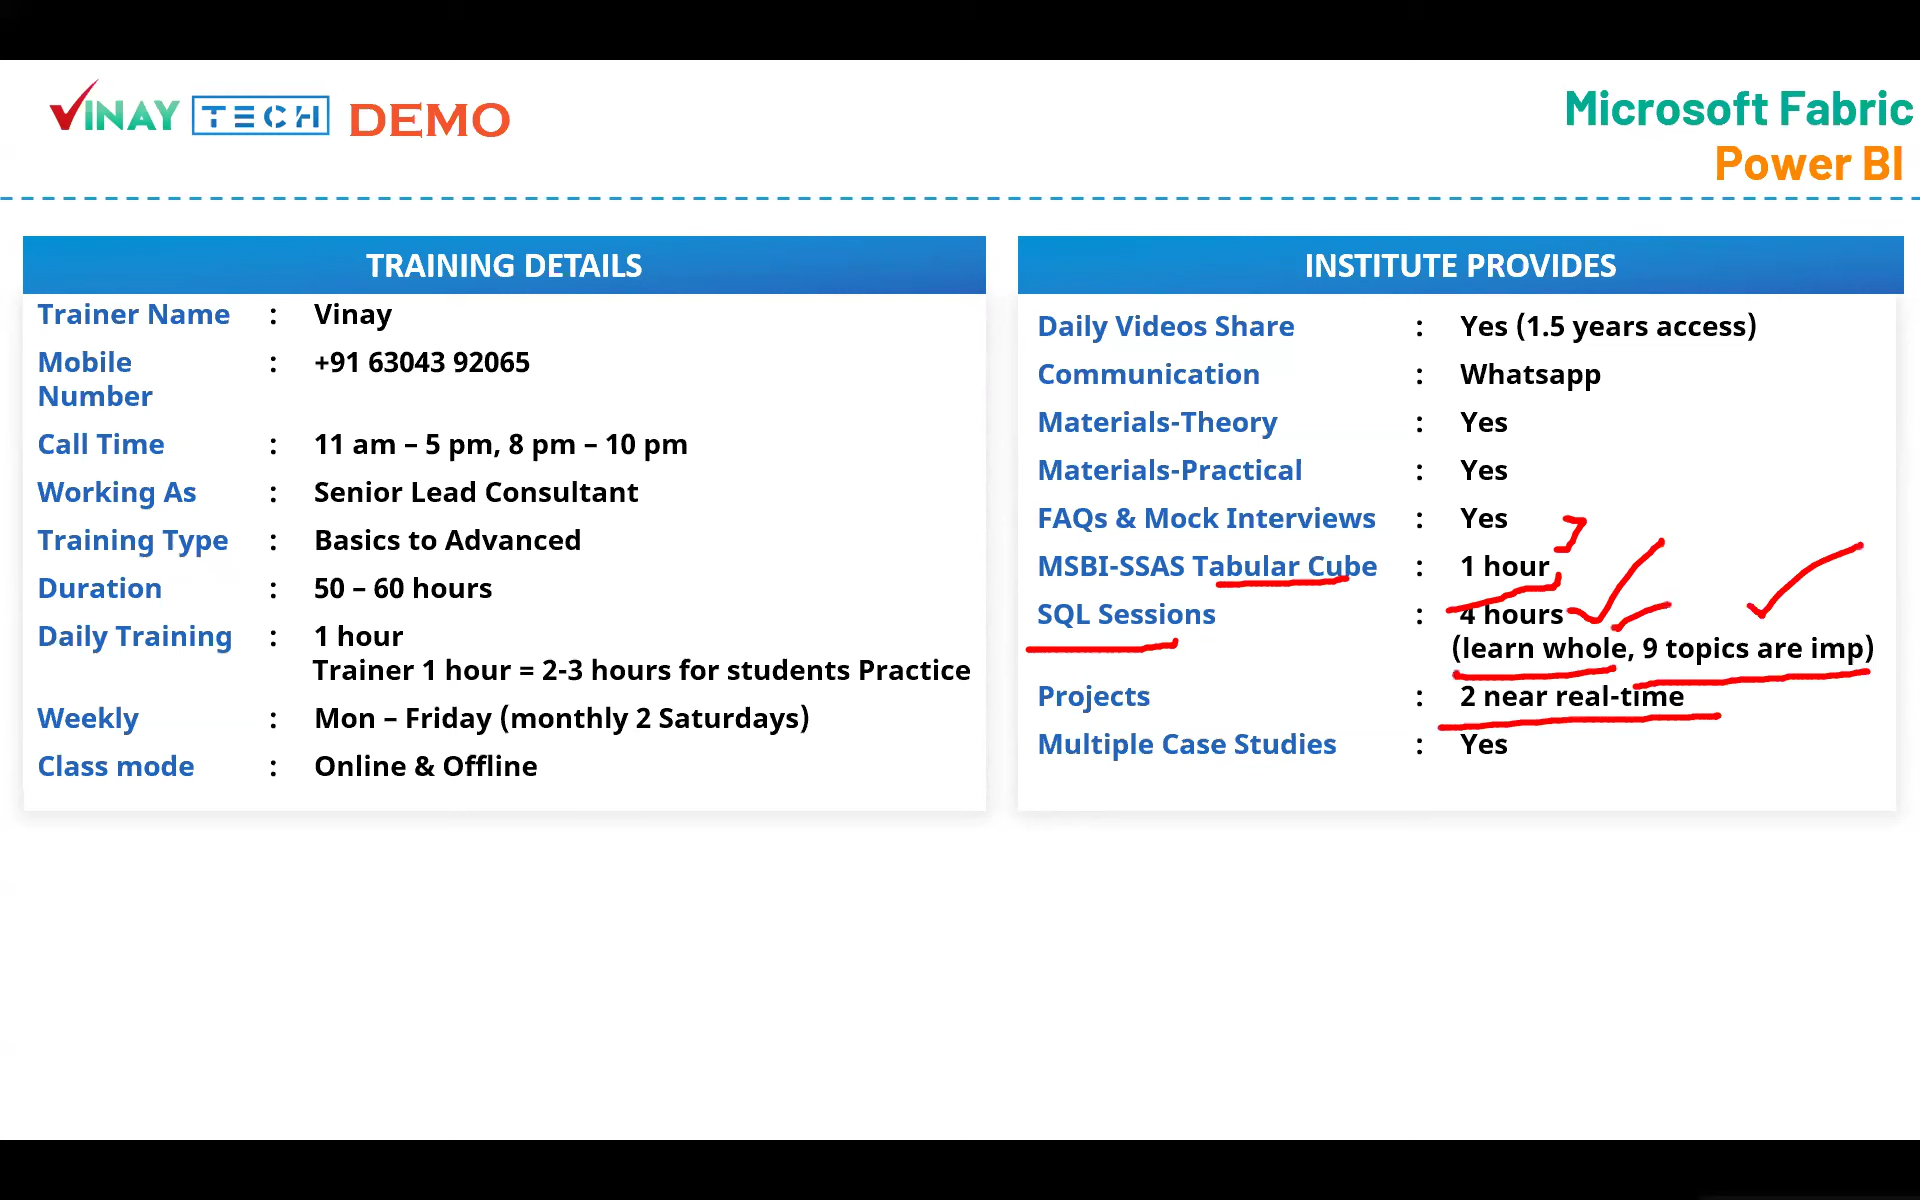 VINAY TECH DEMO
Microsoft Fabric
Power BI
TRAINING DETAILS
Trainer Name : Vinay
Mobile Number : +91 63043 92065
Call Time : 11 am – 5 pm, 8 pm – 10 pm
Working As : Senior Lead Consultant
Training Type : Basics to Advanced
Duration : 50 – 60 hours
Daily Training : 1 hour
Trainer 1 hour = 2-3 hours for students Practice
Weekly : Mon – Friday (monthly 2 Saturdays)
Class mode : Online & Offline
INSTITUTE PROVIDES
Daily Videos Share : Yes (1.5 years access)
Communication : Whatsapp
Materials-Theory : Yes
Materials-Practical : Yes
FAQs & Mock Interviews : Yes
MSBI-SSAS Tabular Cube : 1 hour
SQL Sessions : 4 hours
(learn whole, 9 topics are imp)
Projects : 2 near real-time
Multiple Case Studies : Yes